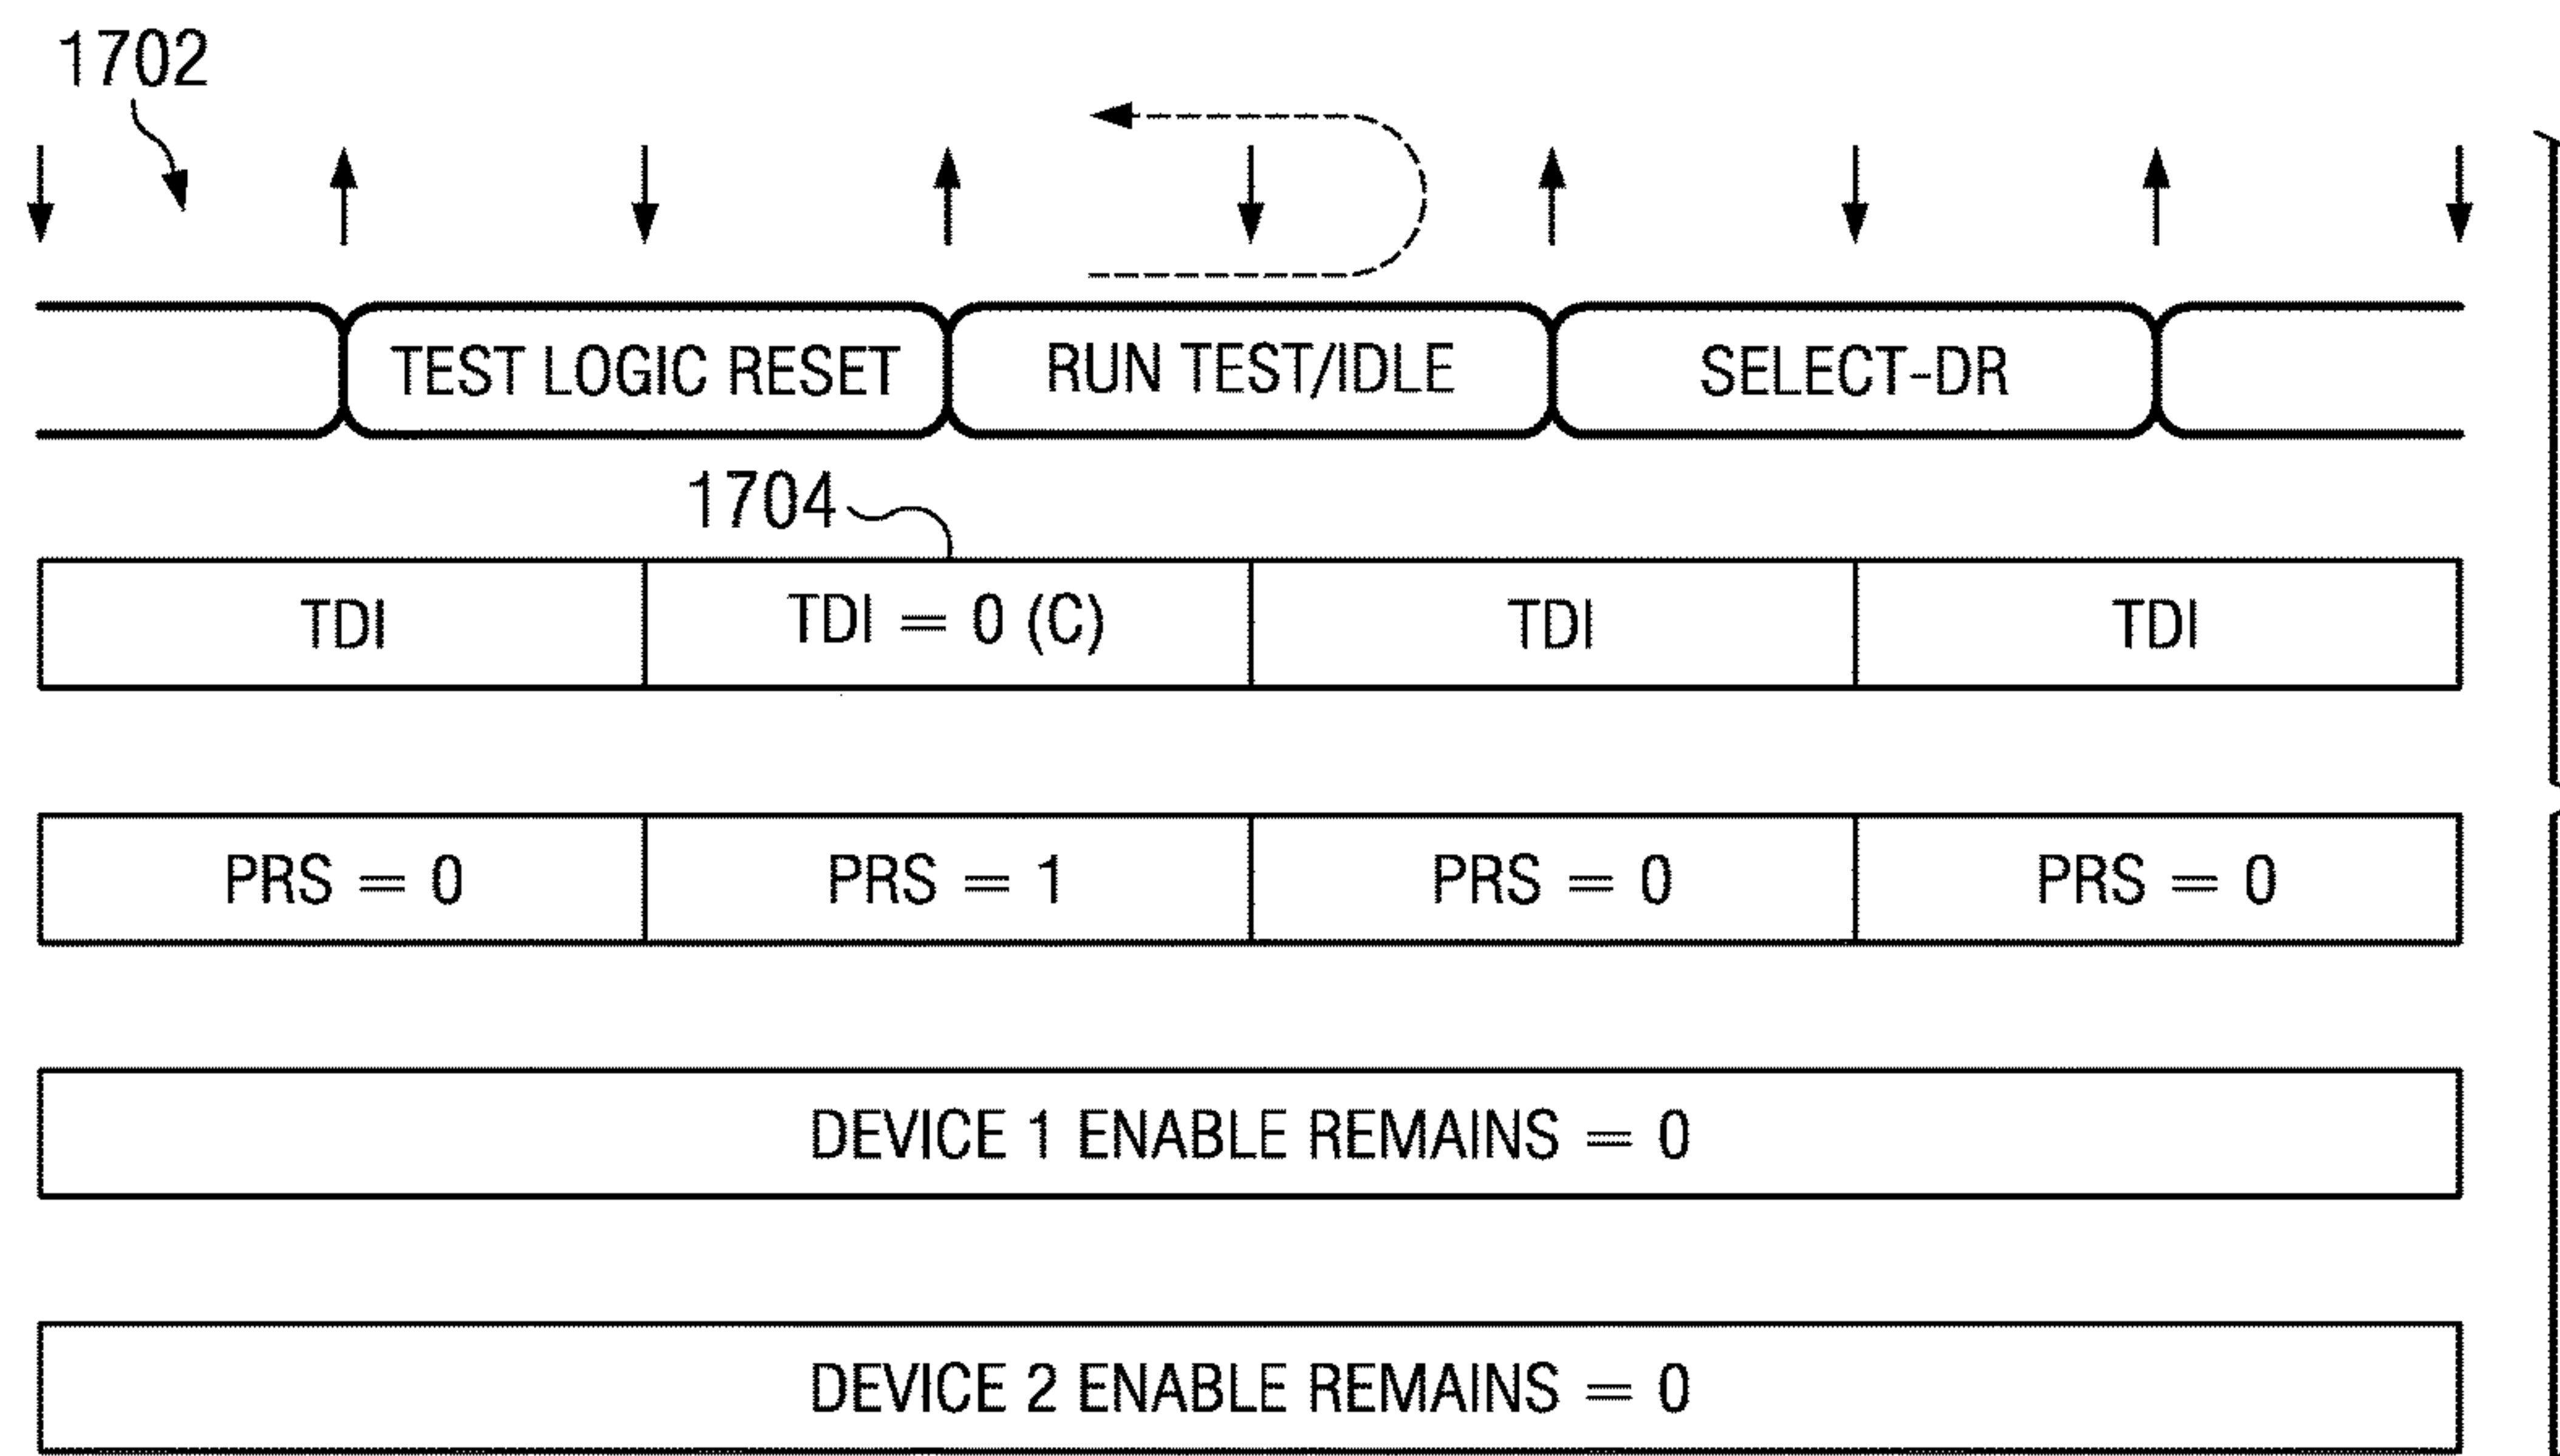 1702
TEST LOGIC RESET RUN TEST/IDLE SELECT-DR
1704
TDI TDI = 0 (C) TDI TDI
PRS = 0 PRS = 1 PRS = 0 PRS = 0
DEVICE 1 ENABLE REMAINS = 0
DEVICE 2 ENABLE REMAINS = 0